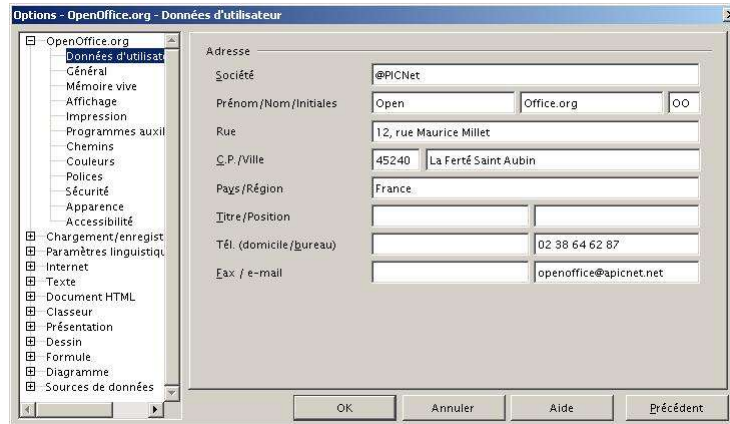 Options - OpenOffice.org - Données d'utilisateur
OpenOffice.org
Données d'utilisat
Général
Mémoire vive
Affichage
Impression
Programmes auxil
Chemins
Couleurs
Polices
Sécurité
Apparence
Accessibilité
Chargement/enregist
Paramètres linguistiqu
Internet
Texte
Document HTML
Classeur
Présentation
Dessin
Formule
Diagramme
Sources de données
Adresse
Société @PICNet
Prénom/Nom/Initiales Open Office.org OO
Rue 12, rue Maurice Millet
C.P./Ville 45240 La Ferté Saint Aubin
Pays/Région France
Titre/Position
Tél. (domicile/bureau) 02 38 64 62 87
Fax / e-mail openoffice@apicnet.net
OK Annuler Aide Précédent